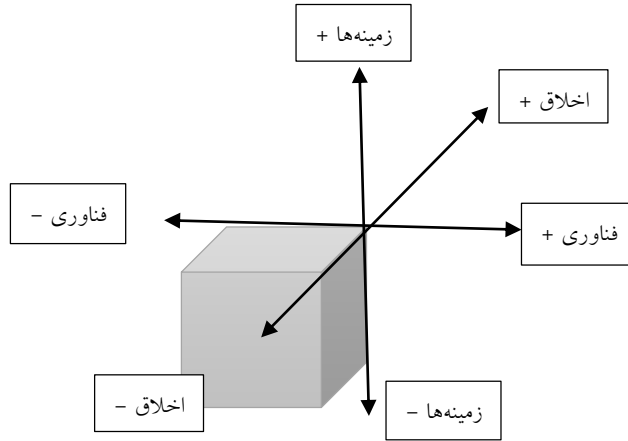 زمینه‌ها +
اخلاق +
فناوری –
فناوری +
اخلاق –
زمینه‌ها –